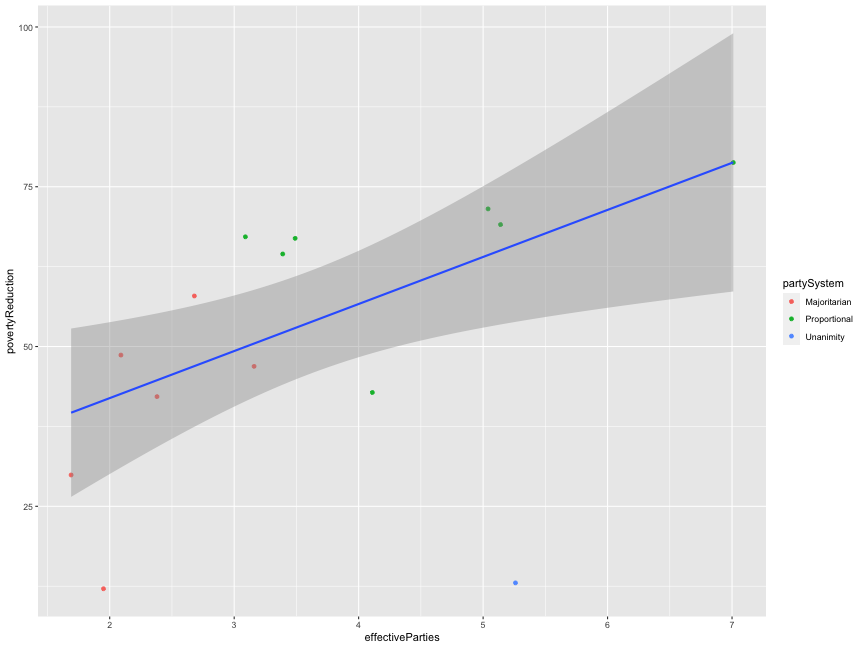 100
75
50
25
povertyReduction
2 3 4 5 6 7
effectiveParties
partySystem
Majoritarian
Proportional
Unanimity